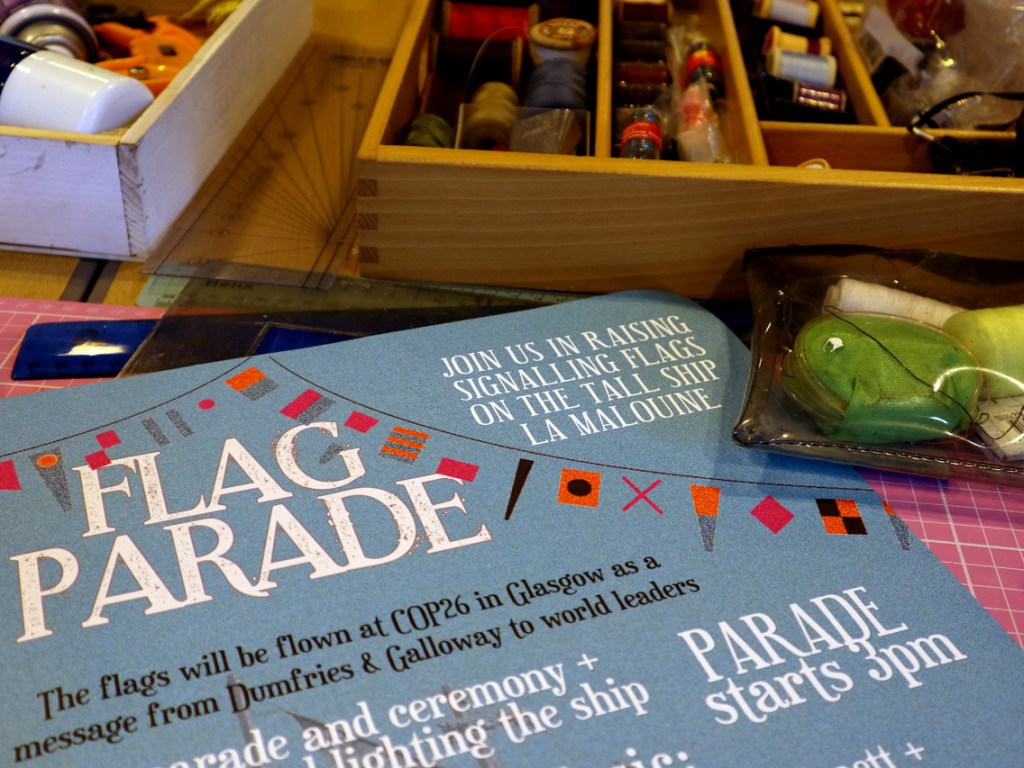 JOIN US IN RAISING
SIGNALLING FLAGS
ON THE TALL SHIP
LA MALOUINE
FLAG
PARADE
The flags will be flown at COP26 in Glasgow as a
message from Dumfries & Galloway to world leaders
PARADE
starts 3pm
parade and ceremony +
lighting the ship